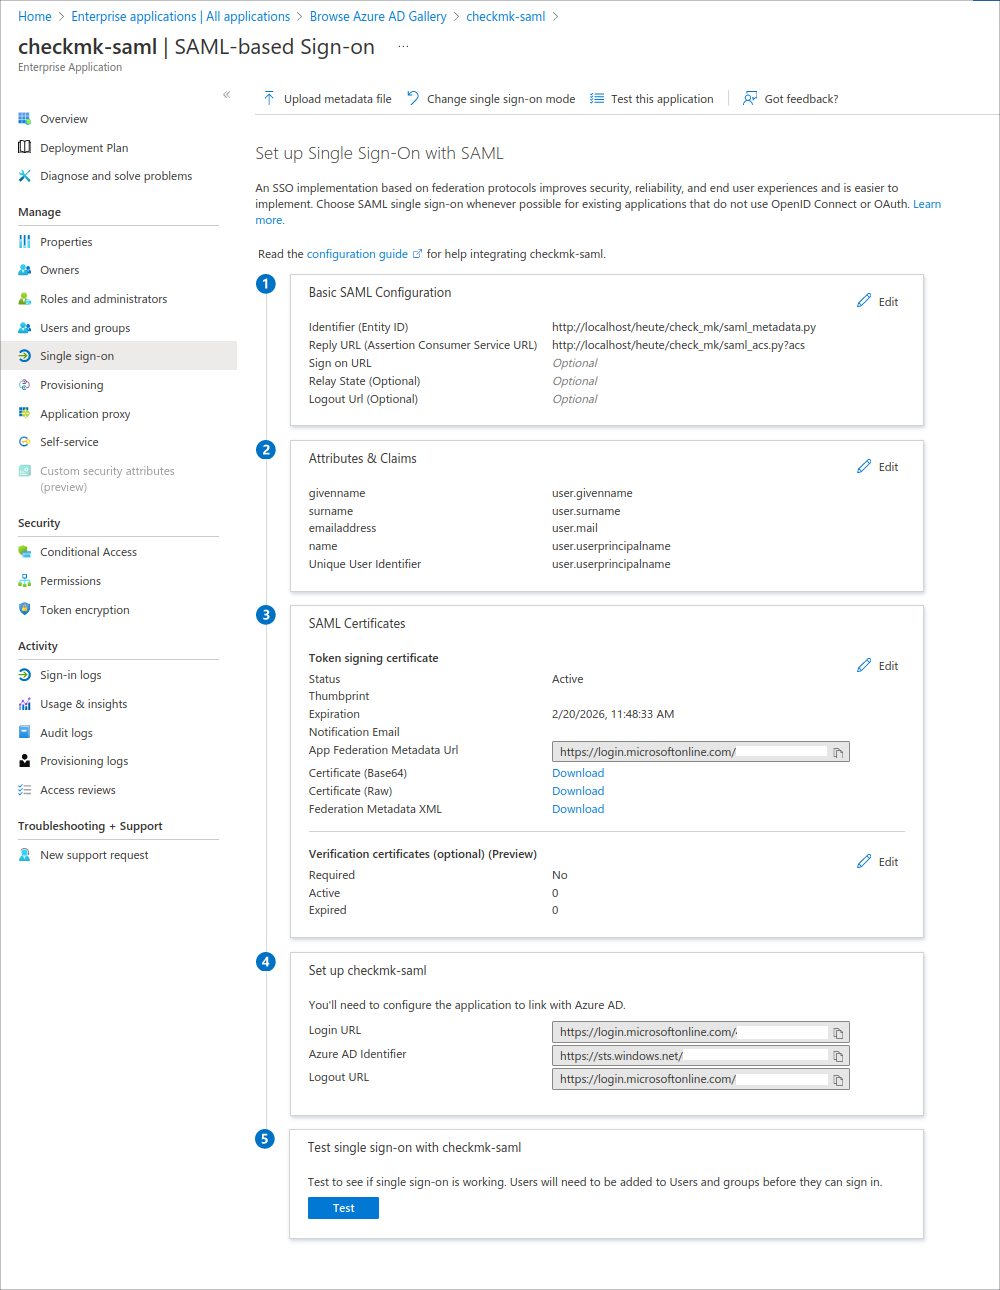 Home > Enterprise applications | All applications > Browse Azure AD Gallery > checkmk-saml >
checkmk-saml | SAML-based Sign-on ...
Enterprise Application
«
Overview
Deployment Plan
Diagnose and solve problems
Manage
Properties
Owners
Roles and administrators
Users and groups
Single sign-on
Provisioning
Application proxy
Self-service
Custom security attributes
(preview)
Security
Conditional Access
Permissions
Token encryption
Activity
Sign-in logs
Usage & insights
Audit logs
Provisioning logs
Access reviews
Troubleshooting + Support
New support request
Upload metadata file Change single sign-on mode Test this application | Got feedback?
Set up Single Sign-On with SAML
An SSO implementation based on federation protocols improves security, reliability, and end user experiences and is easier to
implement. Choose SAML single sign-on whenever possible for existing applications that do not use OpenID Connect or OAuth. Learn
more.
Read the configuration guide for help integrating checkmk-saml.
1
Basic SAML Configuration
Edit
Identifier (Entity ID) http://localhost/heute/check_mk/saml_metadata.py
Reply URL (Assertion Consumer Service URL) http://localhost/heute/check_mk/saml_acs.py?acs
Sign on URL Optional
Relay State (Optional) Optional
Logout Url (Optional) Optional
2
Attributes & Claims
Edit
givenname user.givenname
surname user.surname
emailaddress user.mail
name user.userprincipalname
Unique User Identifier user.userprincipalname
3
SAML Certificates
Token signing certificate
Edit
Status Active
Thumbprint
Expiration 2/20/2026, 11:48:33 AM
Notification Email
App Federation Metadata Url https://login.microsoftonline.com/
Certificate (Base64) Download
Certificate (Raw) Download
Federation Metadata XML Download
Verification certificates (optional) (Preview)
Edit
Required No
Active 0
Expired 0
4
Set up checkmk-saml
You'll need to configure the application to link with Azure AD.
Login URL https://login.microsoftonline.com/
Azure AD Identifier https://sts.windows.net/
Logout URL https://login.microsoftonline.com/
5
Test single sign-on with checkmk-saml
Test to see if single sign-on is working. Users will need to be added to Users and groups before they can sign in.
Test